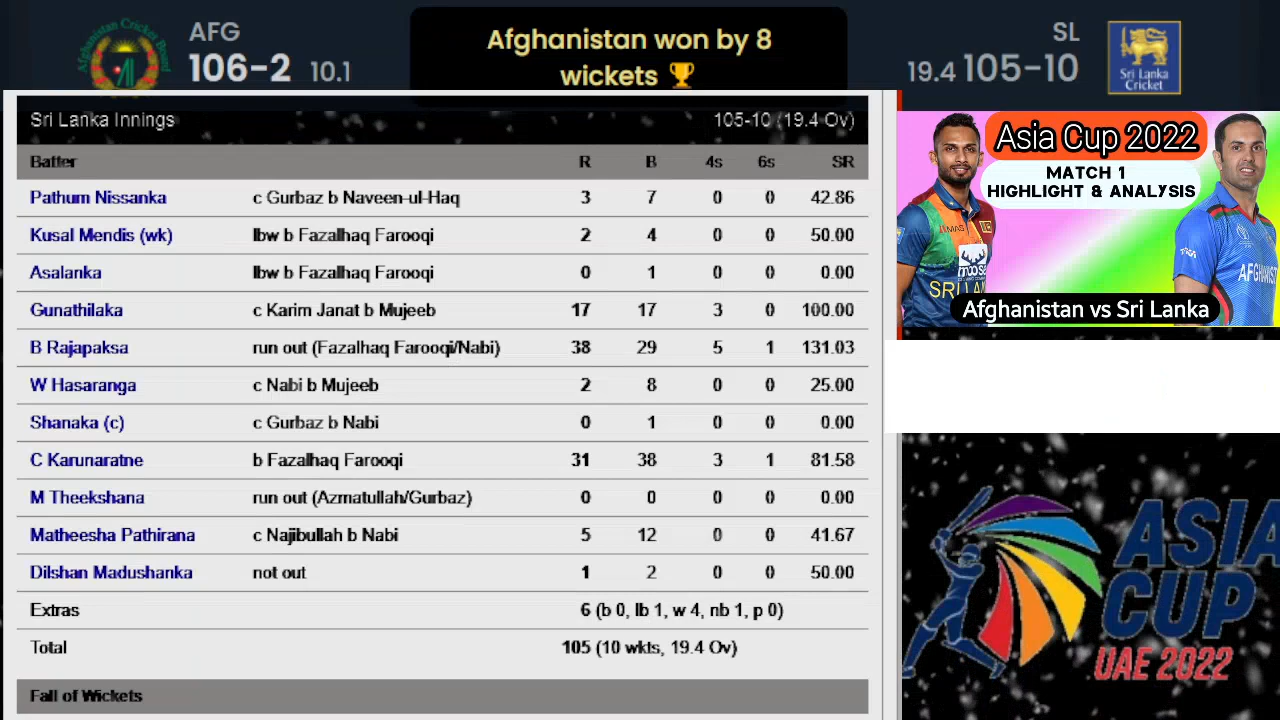 AFG
106-2 10.1
Afghanistan won by 8
wickets 🏆
SL
19.4 105-10
Sri Lanka
Cricket
Sri Lanka Innings 105-10 (19.4 Ov)
Batter R B 4s 6s SR
Pathum Nissanka c Gurbaz b Naveen-ul-Haq 3 7 0 0 42.86
Kusal Mendis (wk) lbw b Fazalhaq Farooqi 2 4 0 0 50.00
Asalanka lbw b Fazalhaq Farooqi 0 1 0 0 0.00
Gunathilaka c Karim Janat b Mujeeb 17 17 3 0 100.00
B Rajapaksa run out (Fazalhaq Farooqi/Nabi) 38 29 5 1 131.03
W Hasaranga c Nabi b Mujeeb 2 8 0 0 25.00
Shanaka (c) c Gurbaz b Nabi 0 1 0 0 0.00
C Karunaratne b Fazalhaq Farooqi 31 38 3 1 81.58
M Theekshana run out (Azmatullah/Gurbaz) 0 0 0 0 0.00
Matheesha Pathirana c Najibullah b Nabi 5 12 0 0 41.67
Dilshan Madushanka not out 1 2 0 0 50.00
Extras 6 (b 0, lb 1, w 4, nb 1, p 0)
Total 105 (10 wkts, 19.4 Ov)
Fall of Wickets
Asia Cup 2022
MATCH 1
HIGHLIGHT & ANALYSIS
Afghanistan vs Sri Lanka
ASIA
CUP
UAE 2022